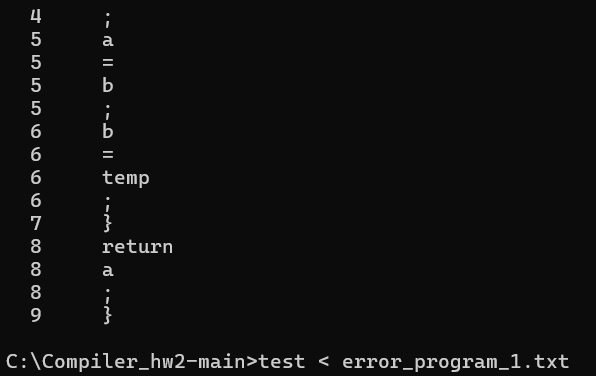 4 ;
5 a
5 =
5 b
5 ;
6 b
6 =
6 temp
6 ;
7 }
8 return
8 a
8 ;
9 }
C:\Compiler_hw2-main>test < error_program_1.txt